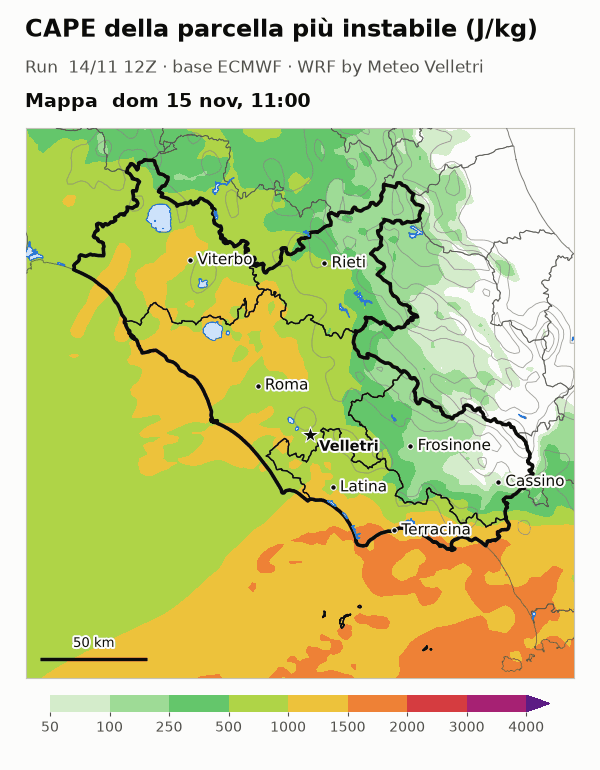 CAPE della parcella più instabile (J/kg)
Run 14/11 12Z · base ECMWF · WRF by Meteo Velletri
Mappa dom 15 nov, 11:00
Viterbo
Rieti
Roma
Velletri
Frosinone
Latina
Cassino
Terracina
50 km
50 100 250 500 1000 1500 2000 3000 4000